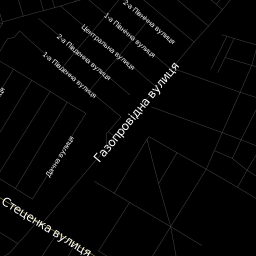 2-а Північна вулиця
1-а Північна вулиця
Центральна вулиця
2-а Південна вулиця
1-а Південна вулиця
Газопровідна вулиця
Дачна вулиця
Стеценка вулиця